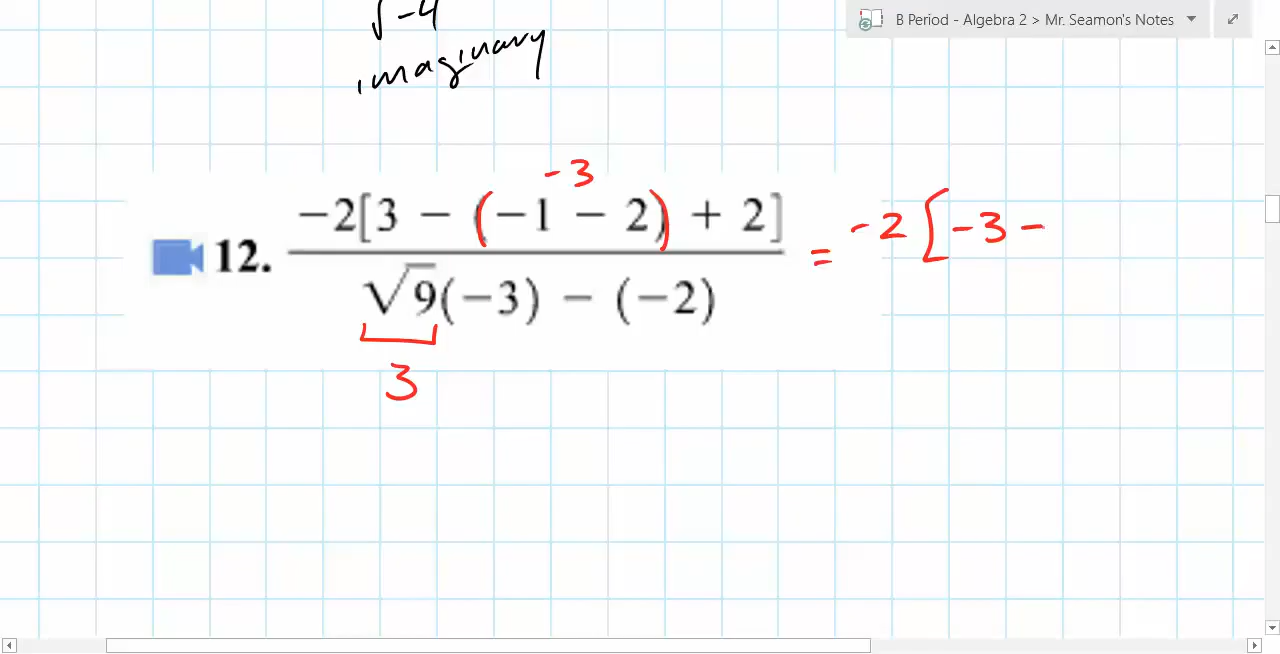 √-4
B Period - Algebra 2 > Mr. Seamon's Notes
imaginary
-3
12. -2[3 - (-1 - 2) + 2] / √9(-3) - (-2) = -2[-3 -
3